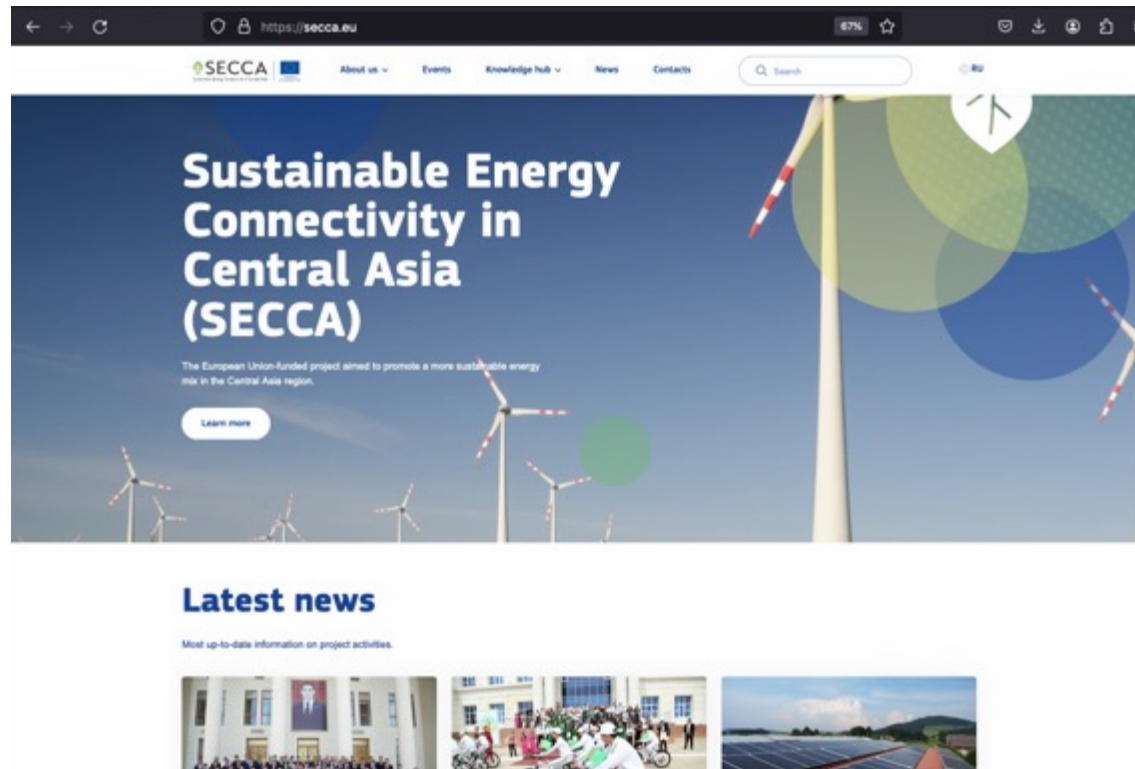 https://secca.eu
67%
SECCA
About us
Events
Knowledge hub
News
Contacts
Search
RU
Sustainable Energy
Connectivity in
Central Asia
(SECCA)
The European Union-funded project aimed to promote a more sustainable energy
mix in the Central Asia region.
Learn more
Latest news
Most up-to-date information on project activities.